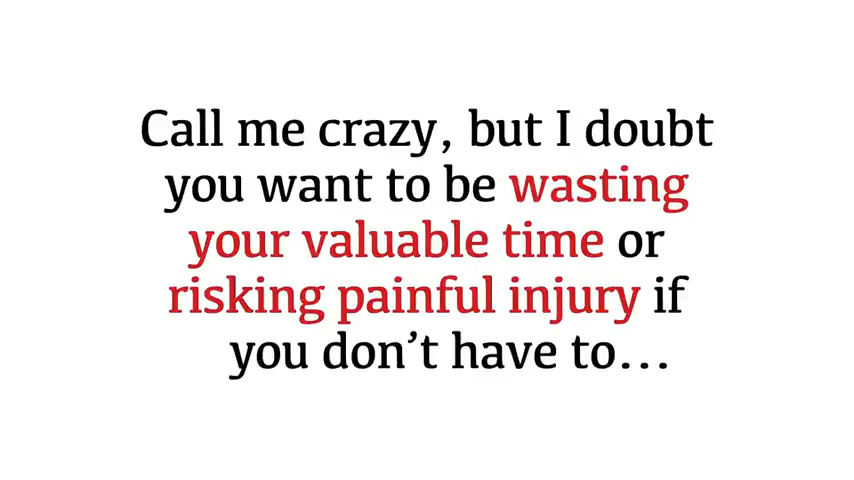 Call me crazy, but I doubt
you want to be wasting
your valuable time or
risking painful injury if
you don’t have to...